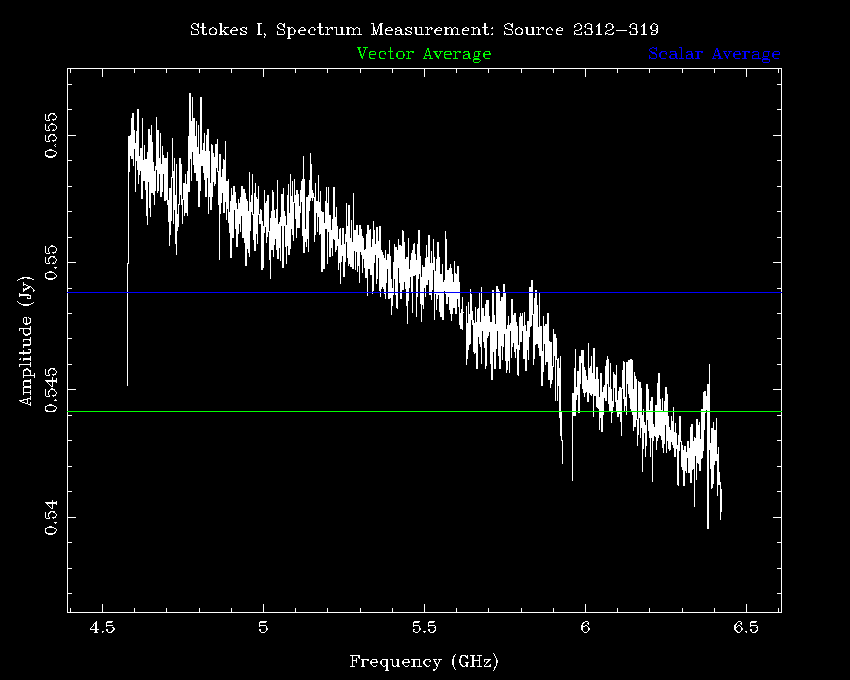 Stokes I, Spectrum Measurement: Source 2312−319
Vector Average Scalar Average
0.555
0.55
0.545
0.54
Amplitude (Jy)
4.5 5 5.5 6 6.5
Frequency (GHz)